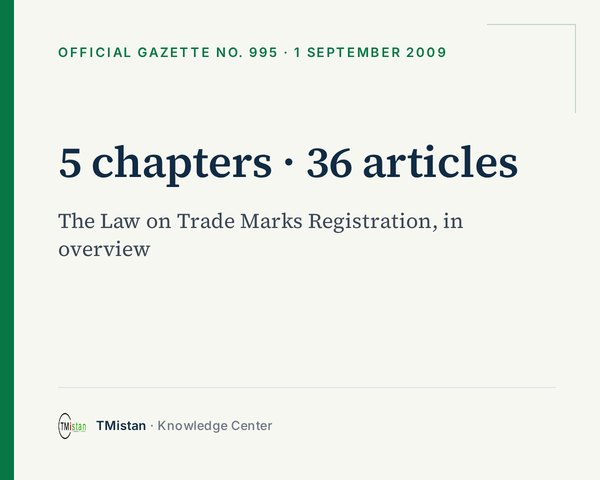 OFFICIAL GAZETTE NO. 995 · 1 SEPTEMBER 2009
5 chapters · 36 articles
The Law on Trade Marks Registration, in
overview
TMistan
TMistan · Knowledge Center